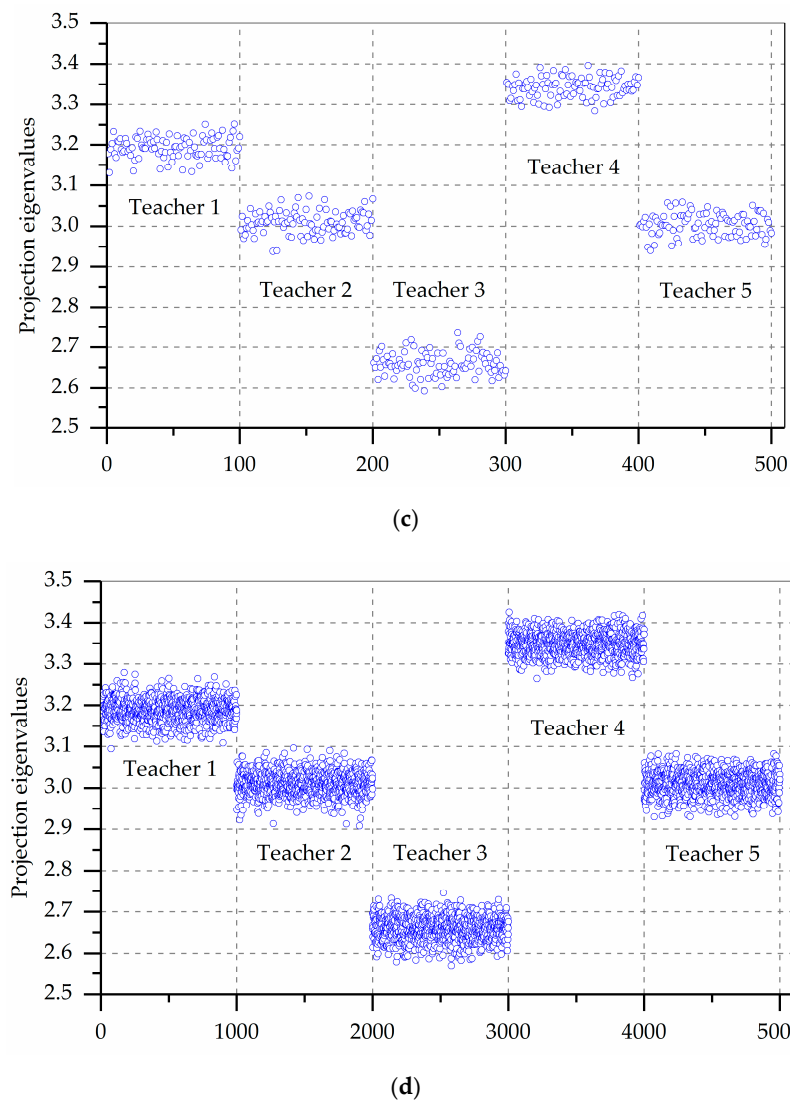 3.5
3.4
3.3
3.2
3.1
3.0
2.9
2.8
2.7
2.6
2.5
Projection eigenvalues
Teacher 1
Teacher 2
Teacher 3
Teacher 4
Teacher 5
0 100 200 300 400 500
(c)
3.5
3.4
3.3
3.2
3.1
3.0
2.9
2.8
2.7
2.6
2.5
Projection eigenvalues
Teacher 1
Teacher 2
Teacher 3
Teacher 4
Teacher 5
0 1000 2000 3000 4000 500
(d)